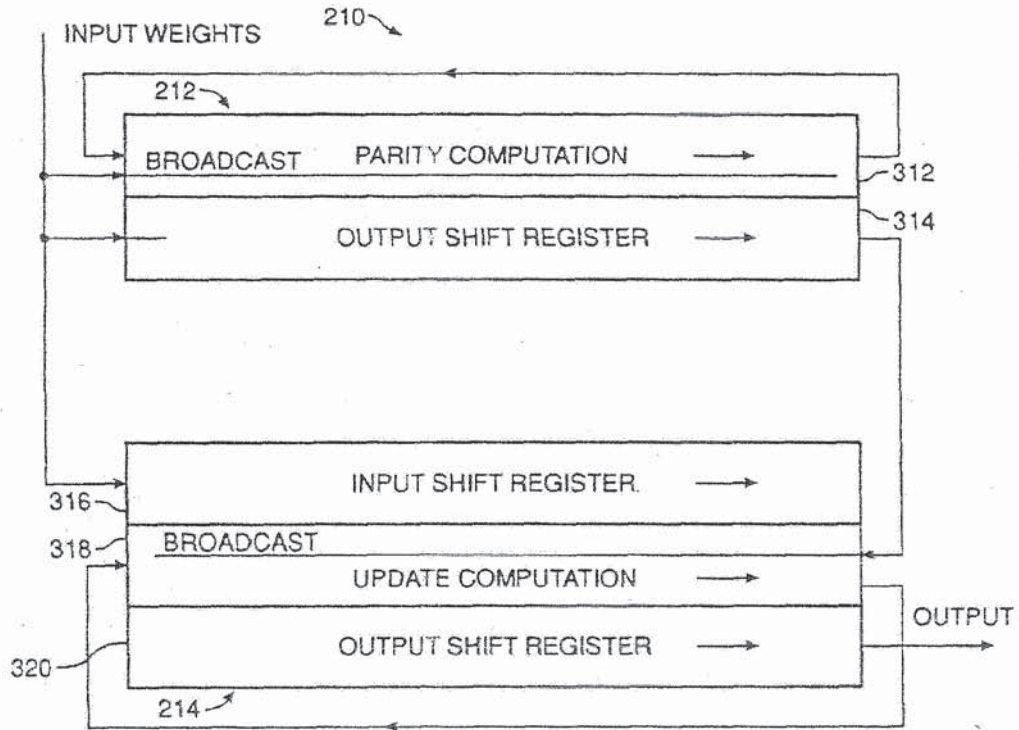 210
INPUT WEIGHTS
212
BROADCAST PARITY COMPUTATION
312
314
OUTPUT SHIFT REGISTER
INPUT SHIFT REGISTER.
316
318
BROADCAST
UPDATE COMPUTATION
OUTPUT
OUTPUT SHIFT REGISTER
320
214